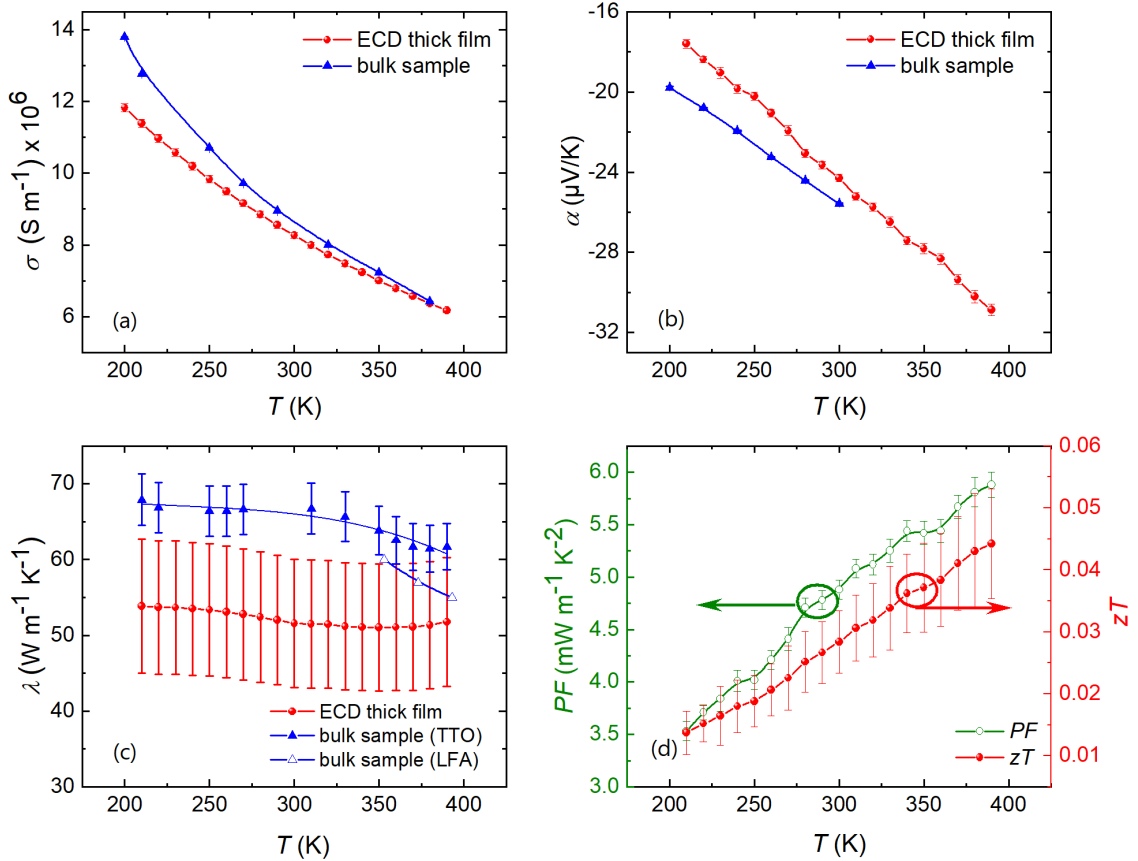 ECD thick film
bulk sample
14
12
10
8
6
σ (S m⁻¹) x 10⁶
(a)
200 250 300 350 400
T (K)
ECD thick film
bulk sample
-16
-20
-24
-28
-32
α (µV/K)
(b)
200 250 300 350 400
T (K)
70
60
50
40
30
λ (W m⁻¹ K⁻¹)
ECD thick film
bulk sample (TTO)
bulk sample (LFA)
(c)
200 250 300 350 400
T (K)
6.0
5.5
5.0
4.5
4.0
3.5
3.0
PF (mW m⁻¹ K⁻²)
0.06
0.05
0.04
0.03
0.02
0.01
zT
PF
zT
(d)
200 250 300 350 400
T (K)